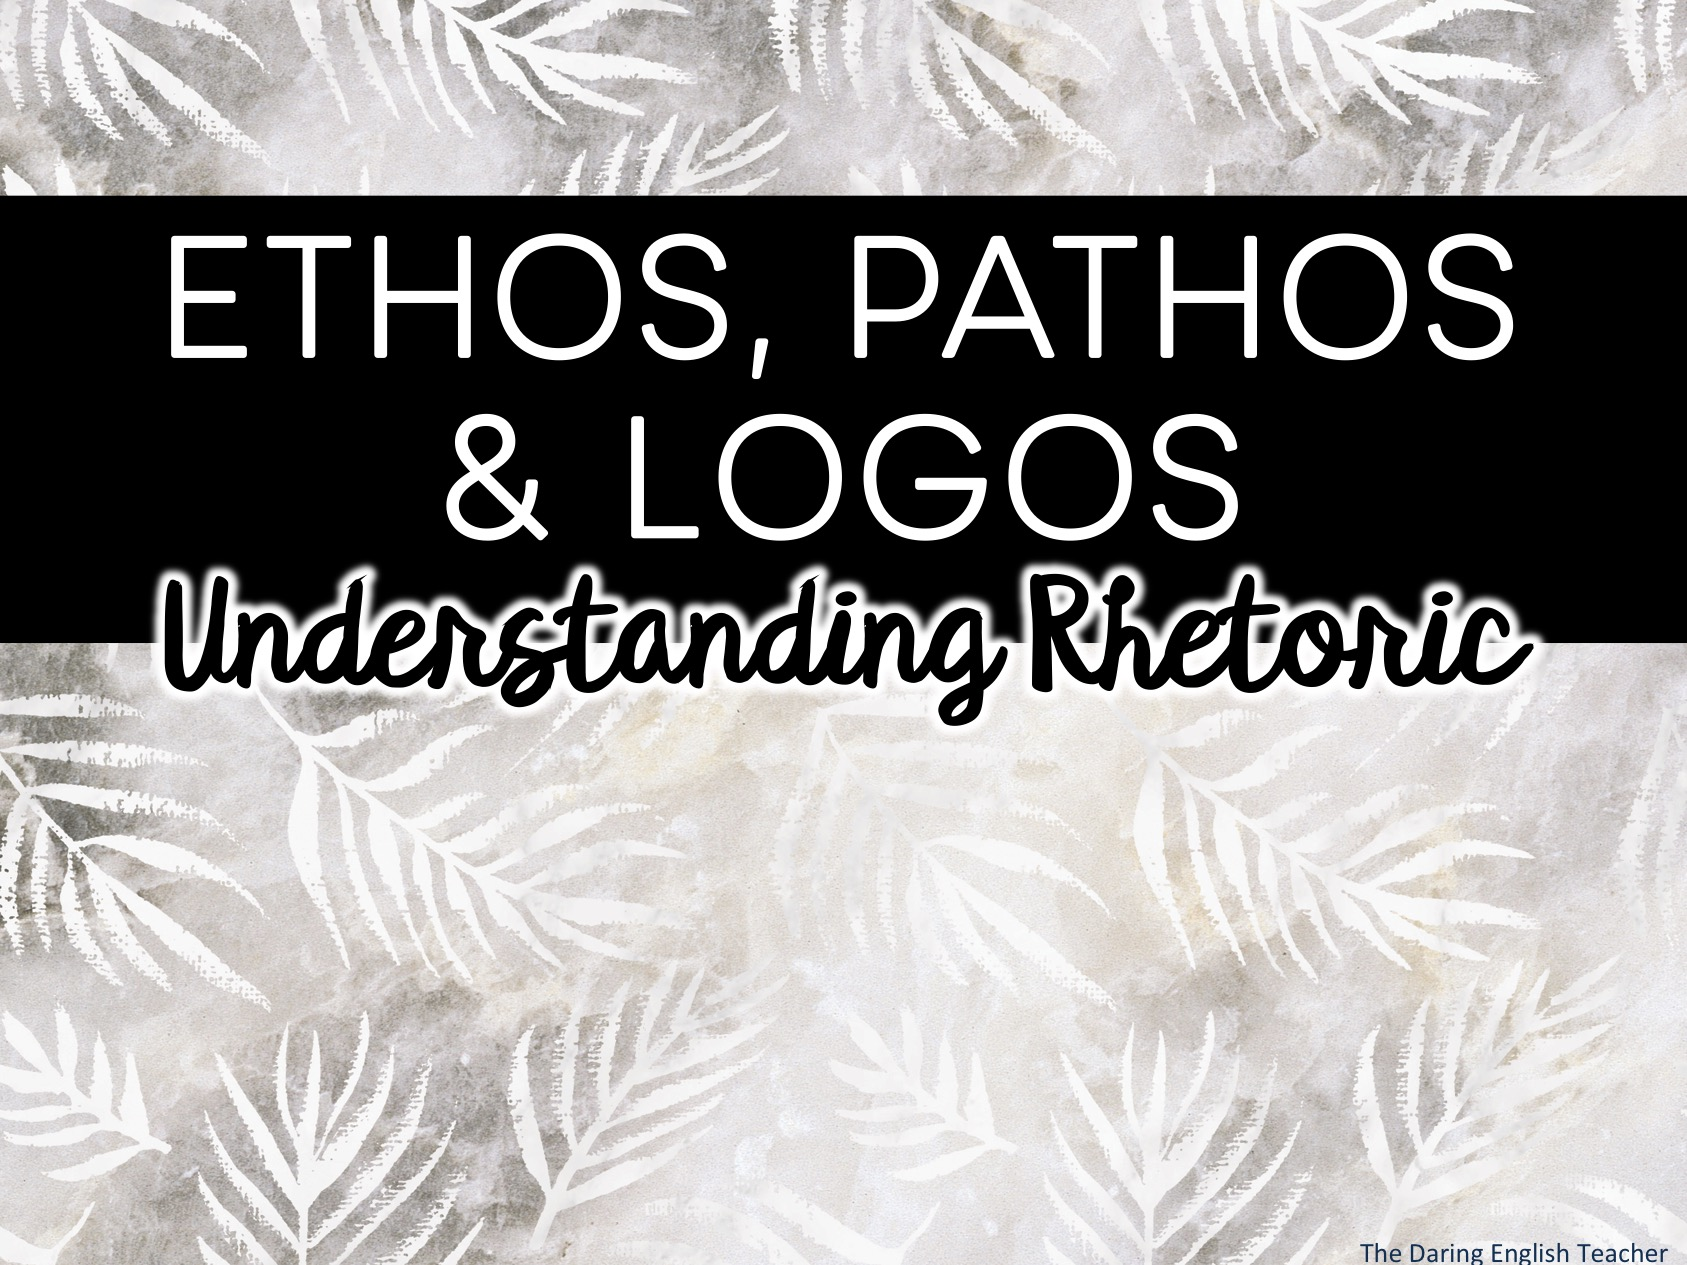 ETHOS, PATHOS
& LOGOS
Understanding Rhetoric
The Daring English Teacher